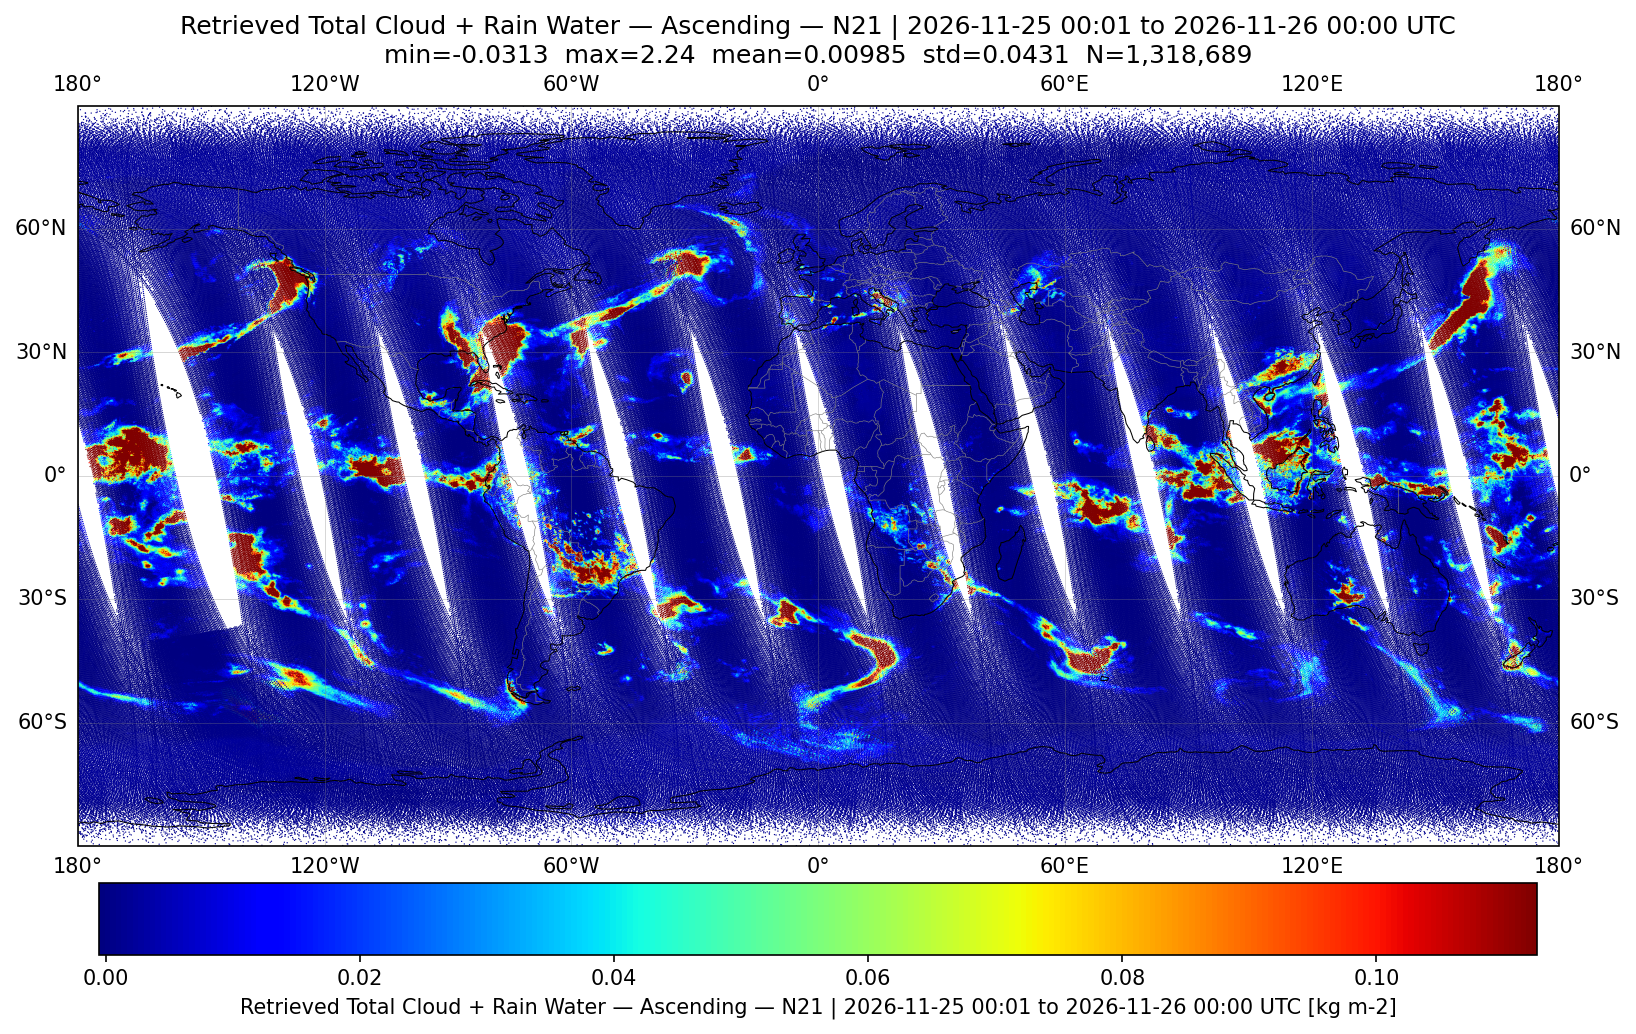 Retrieved Total Cloud + Rain Water — Ascending — N21 | 2026-11-25 00:01 to 2026-11-26 00:00 UTC
min=-0.0313 max=2.24 mean=0.00985 std=0.0431 N=1,318,689
180° 120°W 60°W 0° 60°E 120°E 180°
60°N 60°N
30°N 30°N
0° 0°
30°S 30°S
60°S 60°S
180° 120°W 60°W 0° 60°E 120°E 180°
0.00 0.02 0.04 0.06 0.08 0.10
Retrieved Total Cloud + Rain Water — Ascending — N21 | 2026-11-25 00:01 to 2026-11-26 00:00 UTC [kg m-2]